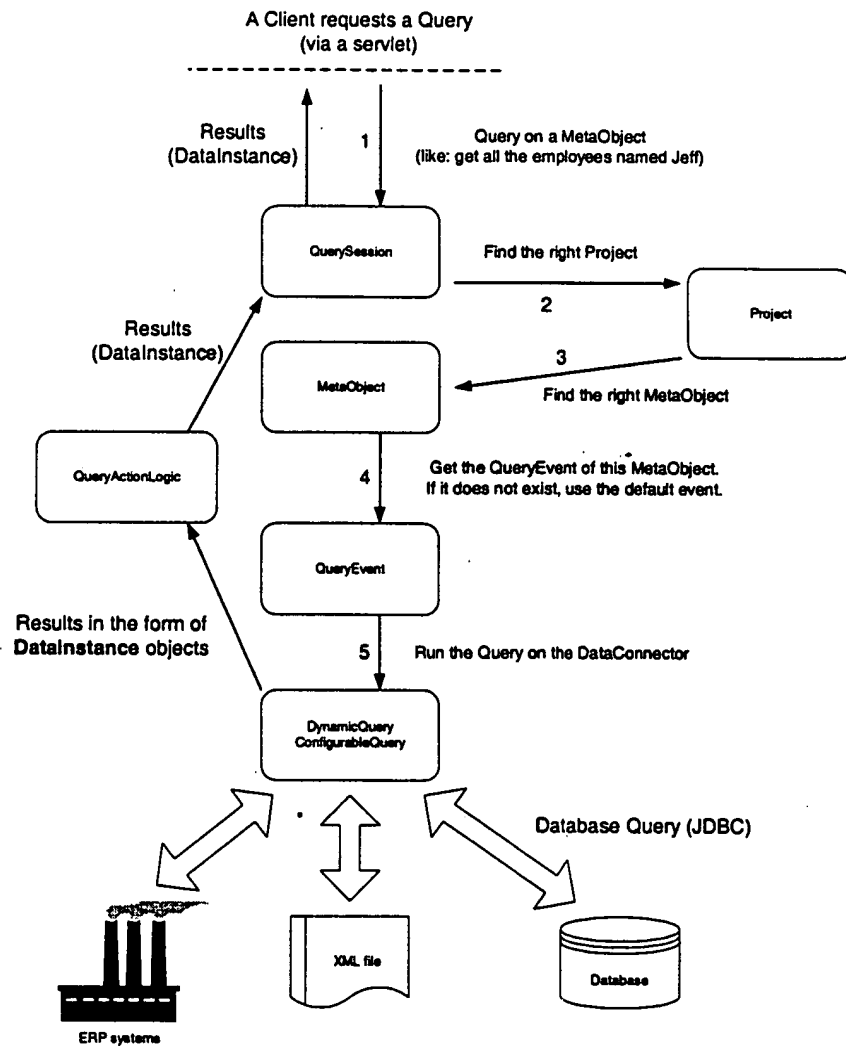 A Client requests a Query
(via a servlet)
Results
(DataInstance)
1
Query on a MetaObject
(like: get all the employees named Jeff)
QuerySession
Find the right Project
2
Project
Results
(DataInstance)
3
MetaObject
Find the right MetaObject
QueryActionLogic
4
Get the QueryEvent of this MetaObject.
If it does not exist, use the default event.
QueryEvent
Results in the form of
DataInstance objects
5
Run the Query on the DataConnector
DynamicQuery
ConfigurableQuery
Database Query (JDBC)
XML file
Database
ERP systems